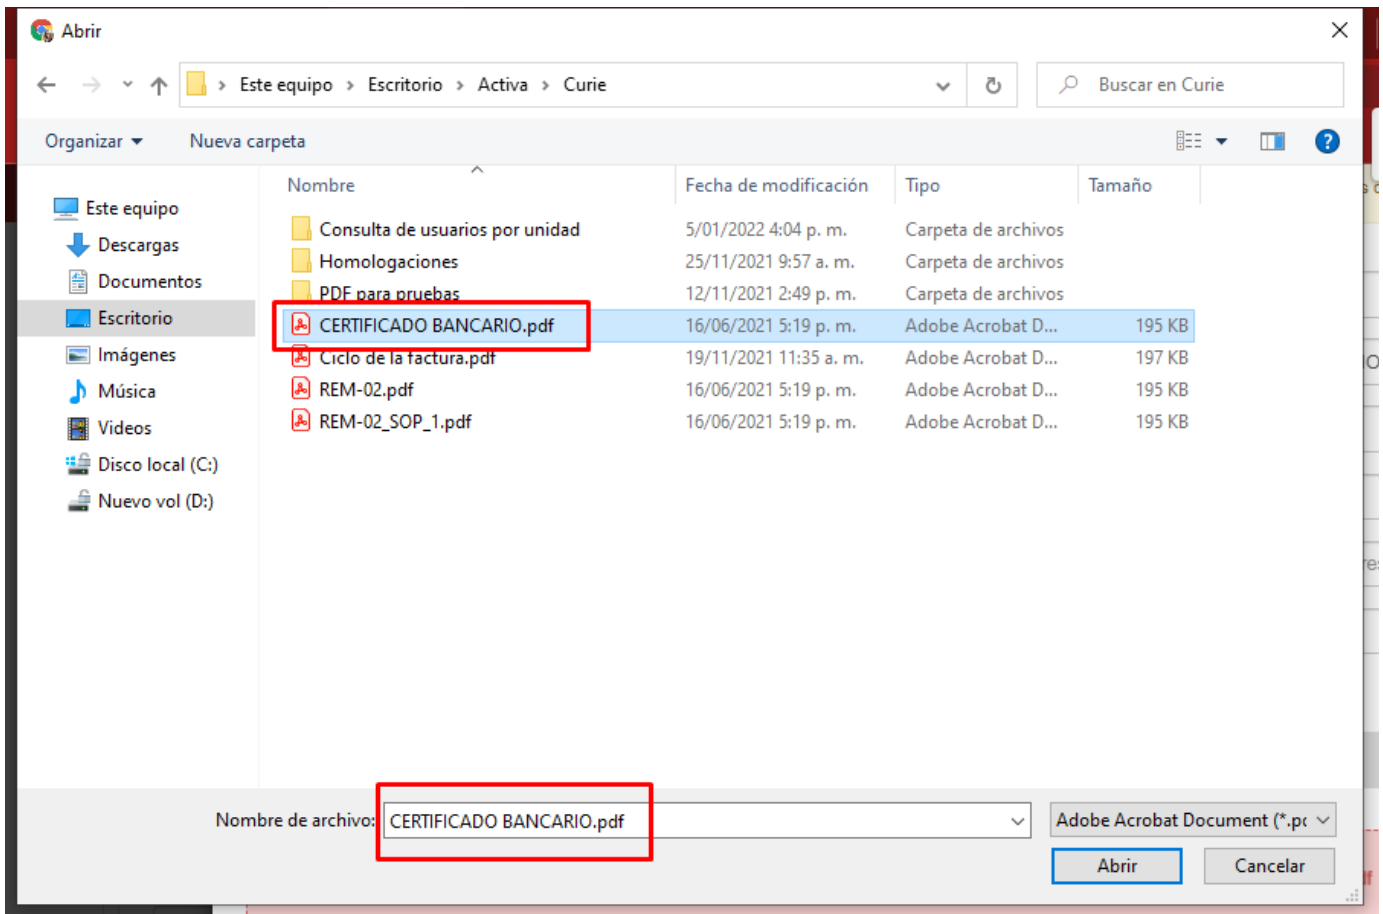 Abrir
Este equipo > Escritorio > Activa > Curie
Buscar en Curie
Organizar
Nueva carpeta
Nombre
Fecha de modificación
Tipo
Tamaño
Este equipo
Descargas
Documentos
Escritorio
Imágenes
Música
Videos
Disco local (C:)
Nuevo vol (D:)
Consulta de usuarios por unidad 5/01/2022 4:04 p. m. Carpeta de archivos
Homologaciones 25/11/2021 9:57 a. m. Carpeta de archivos
PDF para pruebas 12/11/2021 2:49 p. m. Carpeta de archivos
CERTIFICADO BANCARIO.pdf 16/06/2021 5:19 p. m. Adobe Acrobat D... 195 KB
Ciclo de la factura.pdf 19/11/2021 11:35 a. m. Adobe Acrobat D... 197 KB
REM-02.pdf 16/06/2021 5:19 p. m. Adobe Acrobat D... 195 KB
REM-02_SOP_1.pdf 16/06/2021 5:19 p. m. Adobe Acrobat D... 195 KB
Nombre de archivo: CERTIFICADO BANCARIO.pdf
Adobe Acrobat Document (*.pc
Abrir
Cancelar